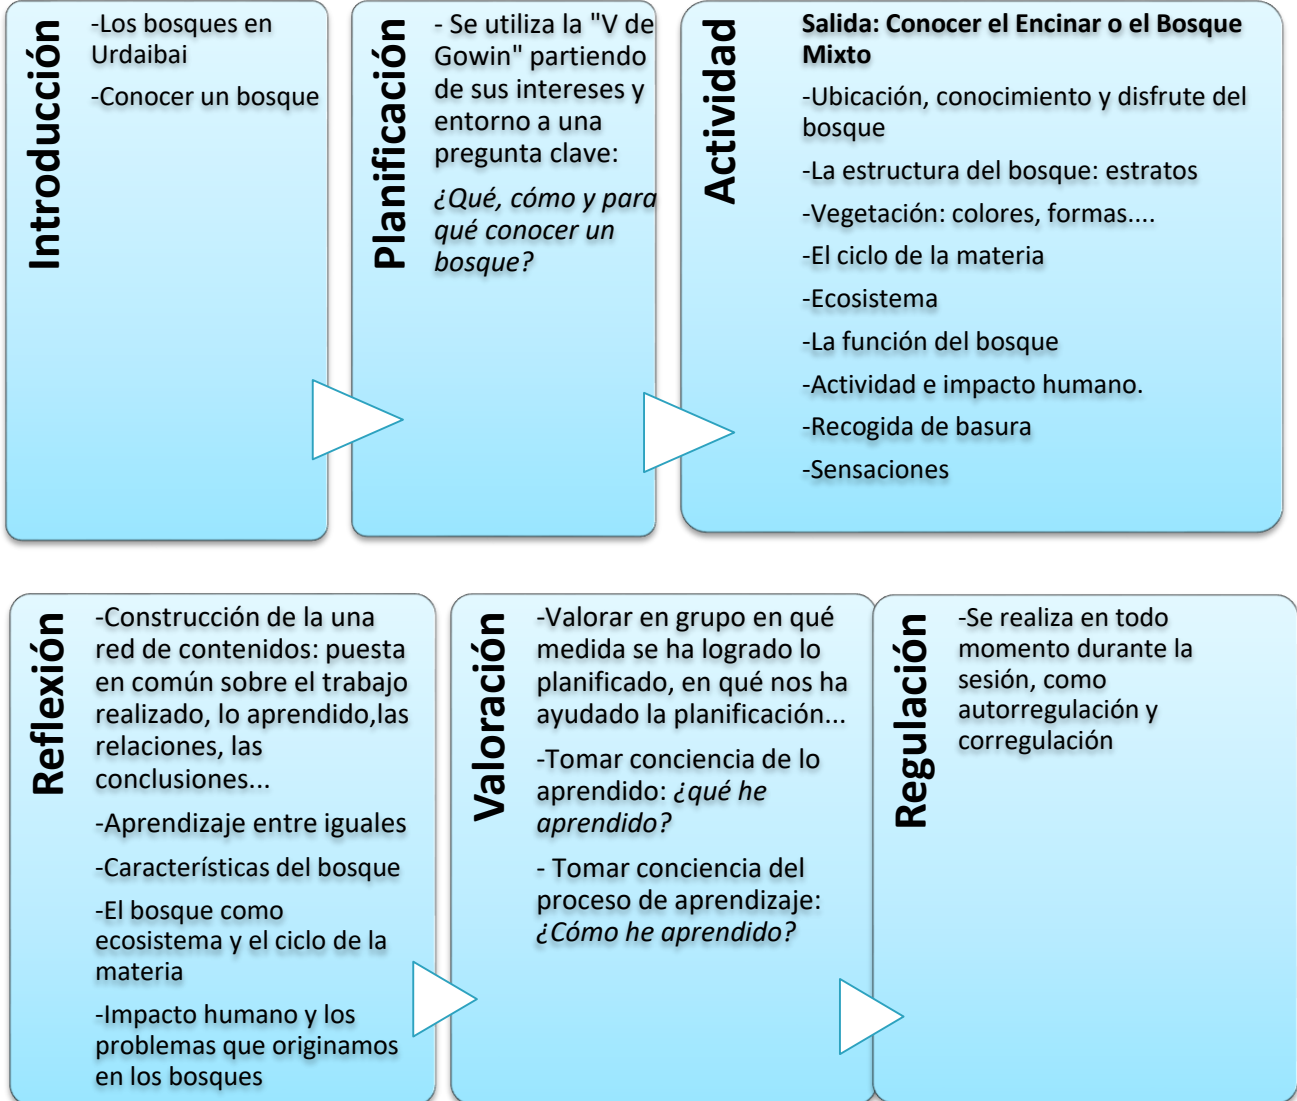 Introducción
-Los bosques en
Urdaibai
-Conocer un bosque
Planificación
- Se utiliza la "V de
Gowin" partiendo
de sus intereses y
entorno a una
pregunta clave:
¿Qué, cómo y para
qué conocer un
bosque?
Actividad
Salida: Conocer el Encinar o el Bosque
Mixto
-Ubicación, conocimiento y disfrute del
bosque
-La estructura del bosque: estratos
-Vegetación: colores, formas....
-El ciclo de la materia
-Ecosistema
-La función del bosque
-Actividad e impacto humano.
-Recogida de basura
-Sensaciones
Reflexión
-Construcción de la una
red de contenidos: puesta
en común sobre el trabajo
realizado, lo aprendido,las
relaciones, las
conclusiones...
-Aprendizaje entre iguales
-Características del bosque
-El bosque como
ecosistema y el ciclo de la
materia
-Impacto humano y los
problemas que originamos
en los bosques
Valoración
-Valorar en grupo en qué
medida se ha logrado lo
planificado, en qué nos ha
ayudado la planificación...
-Tomar conciencia de lo
aprendido: ¿qué he
aprendido?
- Tomar conciencia del
proceso de aprendizaje:
¿Cómo he aprendido?
Regulación
-Se realiza en todo
momento durante la
sesión, como
autorregulación y
corregulación